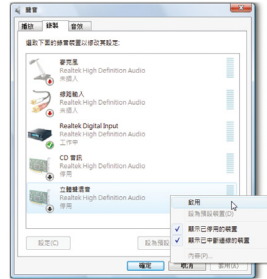 聲音
播放 錄製 音效
選取下面的錄音裝置以修改其設定:
麥克風
Realtek High Definition Audio
未插入
線路輸入
Realtek High Definition Audio
未插入
Realtek Digital Input
Realtek High Definition Audio
工作中
CD 音訊
Realtek High Definition Audio
停用
立體聲混音
Realtek High Definition Audio
停用
啟用
設為預設裝置(D)
顯示已停用的裝置
顯示已中斷連線的裝置
內容(P)...
設定(C) 設為預設
確定 取消 套用(A)